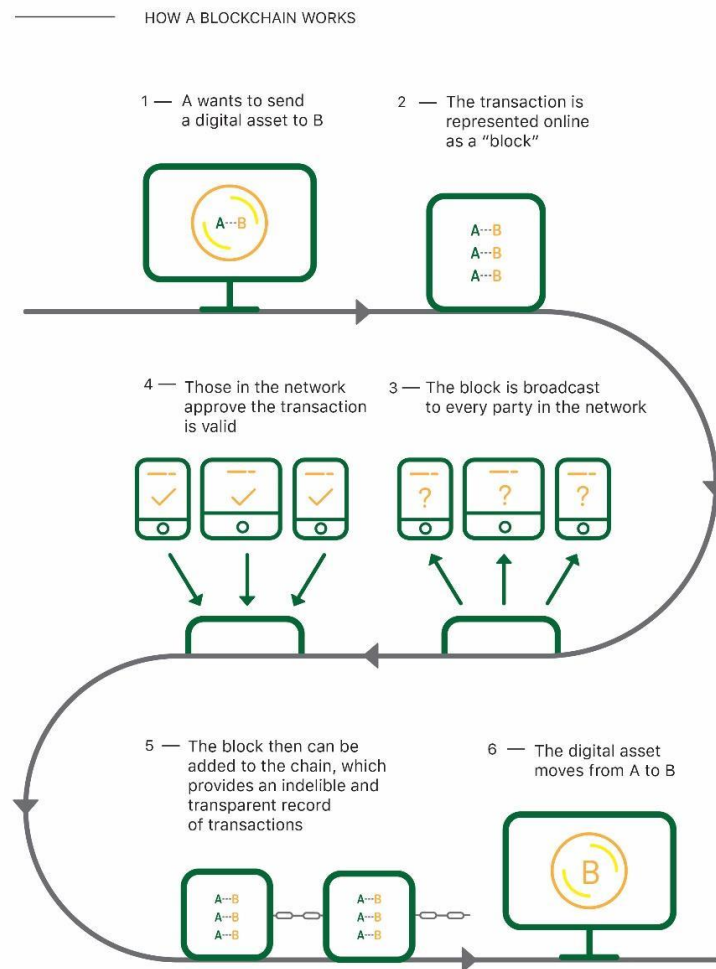 HOW A BLOCKCHAIN WORKS
1 — A wants to send
a digital asset to B
A---B
2 — The transaction is
represented online
as a “block”
A---B
A---B
A---B
3 — The block is broadcast
to every party in the network
?
?
?
4 — Those in the network
approve the transaction
is valid
5 — The block then can be
added to the chain, which
provides an indelible and
transparent record
of transactions
A---B
A---B
A---B
A---B
A---B
A---B
6 — The digital asset
moves from A to B
B